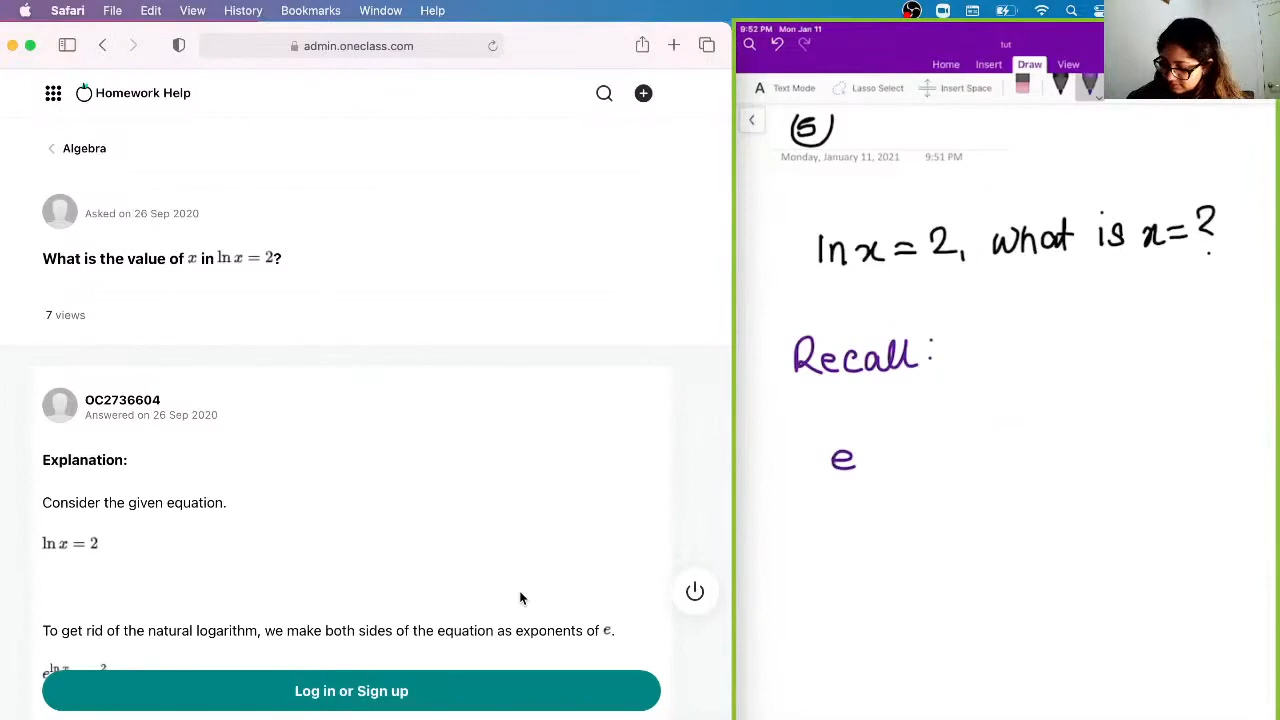 Safari File Edit View History Bookmarks Window Help
admin.oneclass.com
Homework Help
Algebra
Asked on 26 Sep 2020
What is the value of x in ln x = 2?
7 views
OC2736604
Answered on 26 Sep 2020
Explanation:
Consider the given equation.
ln x = 2
To get rid of the natural logarithm, we make both sides of the equation as exponents of e.
Log in or Sign up
9:52 PM Mon Jan 11
tut
Home Insert Draw View
A Text Mode Lasso Select Insert Space
5
Monday, January 11, 2021 9:51 PM
ln x = 2, what is x = ?
Recall:
e